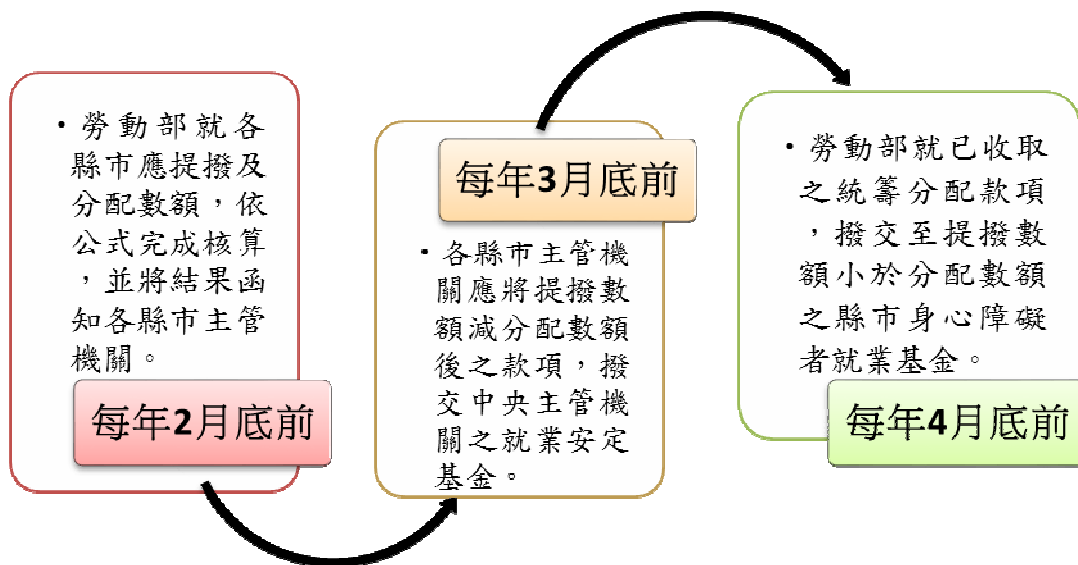 • 勞動部就各
縣市應提撥及
分配數額，依
公式完成核算
，並將結果函
知各縣市主管
機關。
每年2月底前
每年3月底前
• 各縣市主管機
關應將提撥數
額減分配數額
後之款項，撥
交中央主管機
關之就業安定
基金。
• 勞動部就已收取
之統籌分配款項
，撥交至提撥數
額小於分配數額
之縣市身心障礙
者就業基金。
每年4月底前